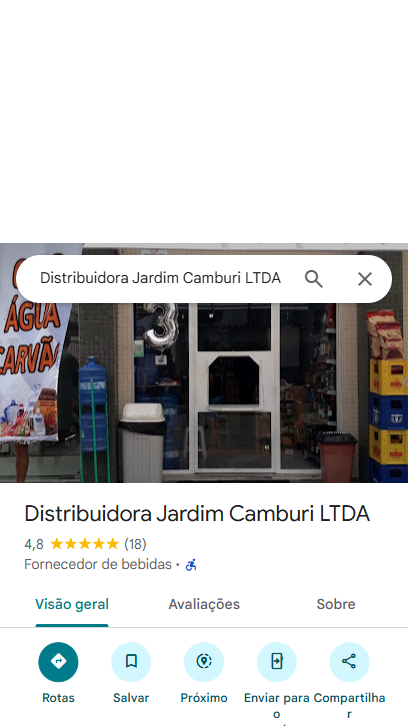 Distribuidora Jardim Camburi LTDA
ÁGUA
CARVÃ
3
Distribuidora Jardim Camburi LTDA
4,8 (18)
Fornecedor de bebidas ·
Visão geral Avaliações Sobre
Rotas Salvar Próximo Enviar para o Compartilhar